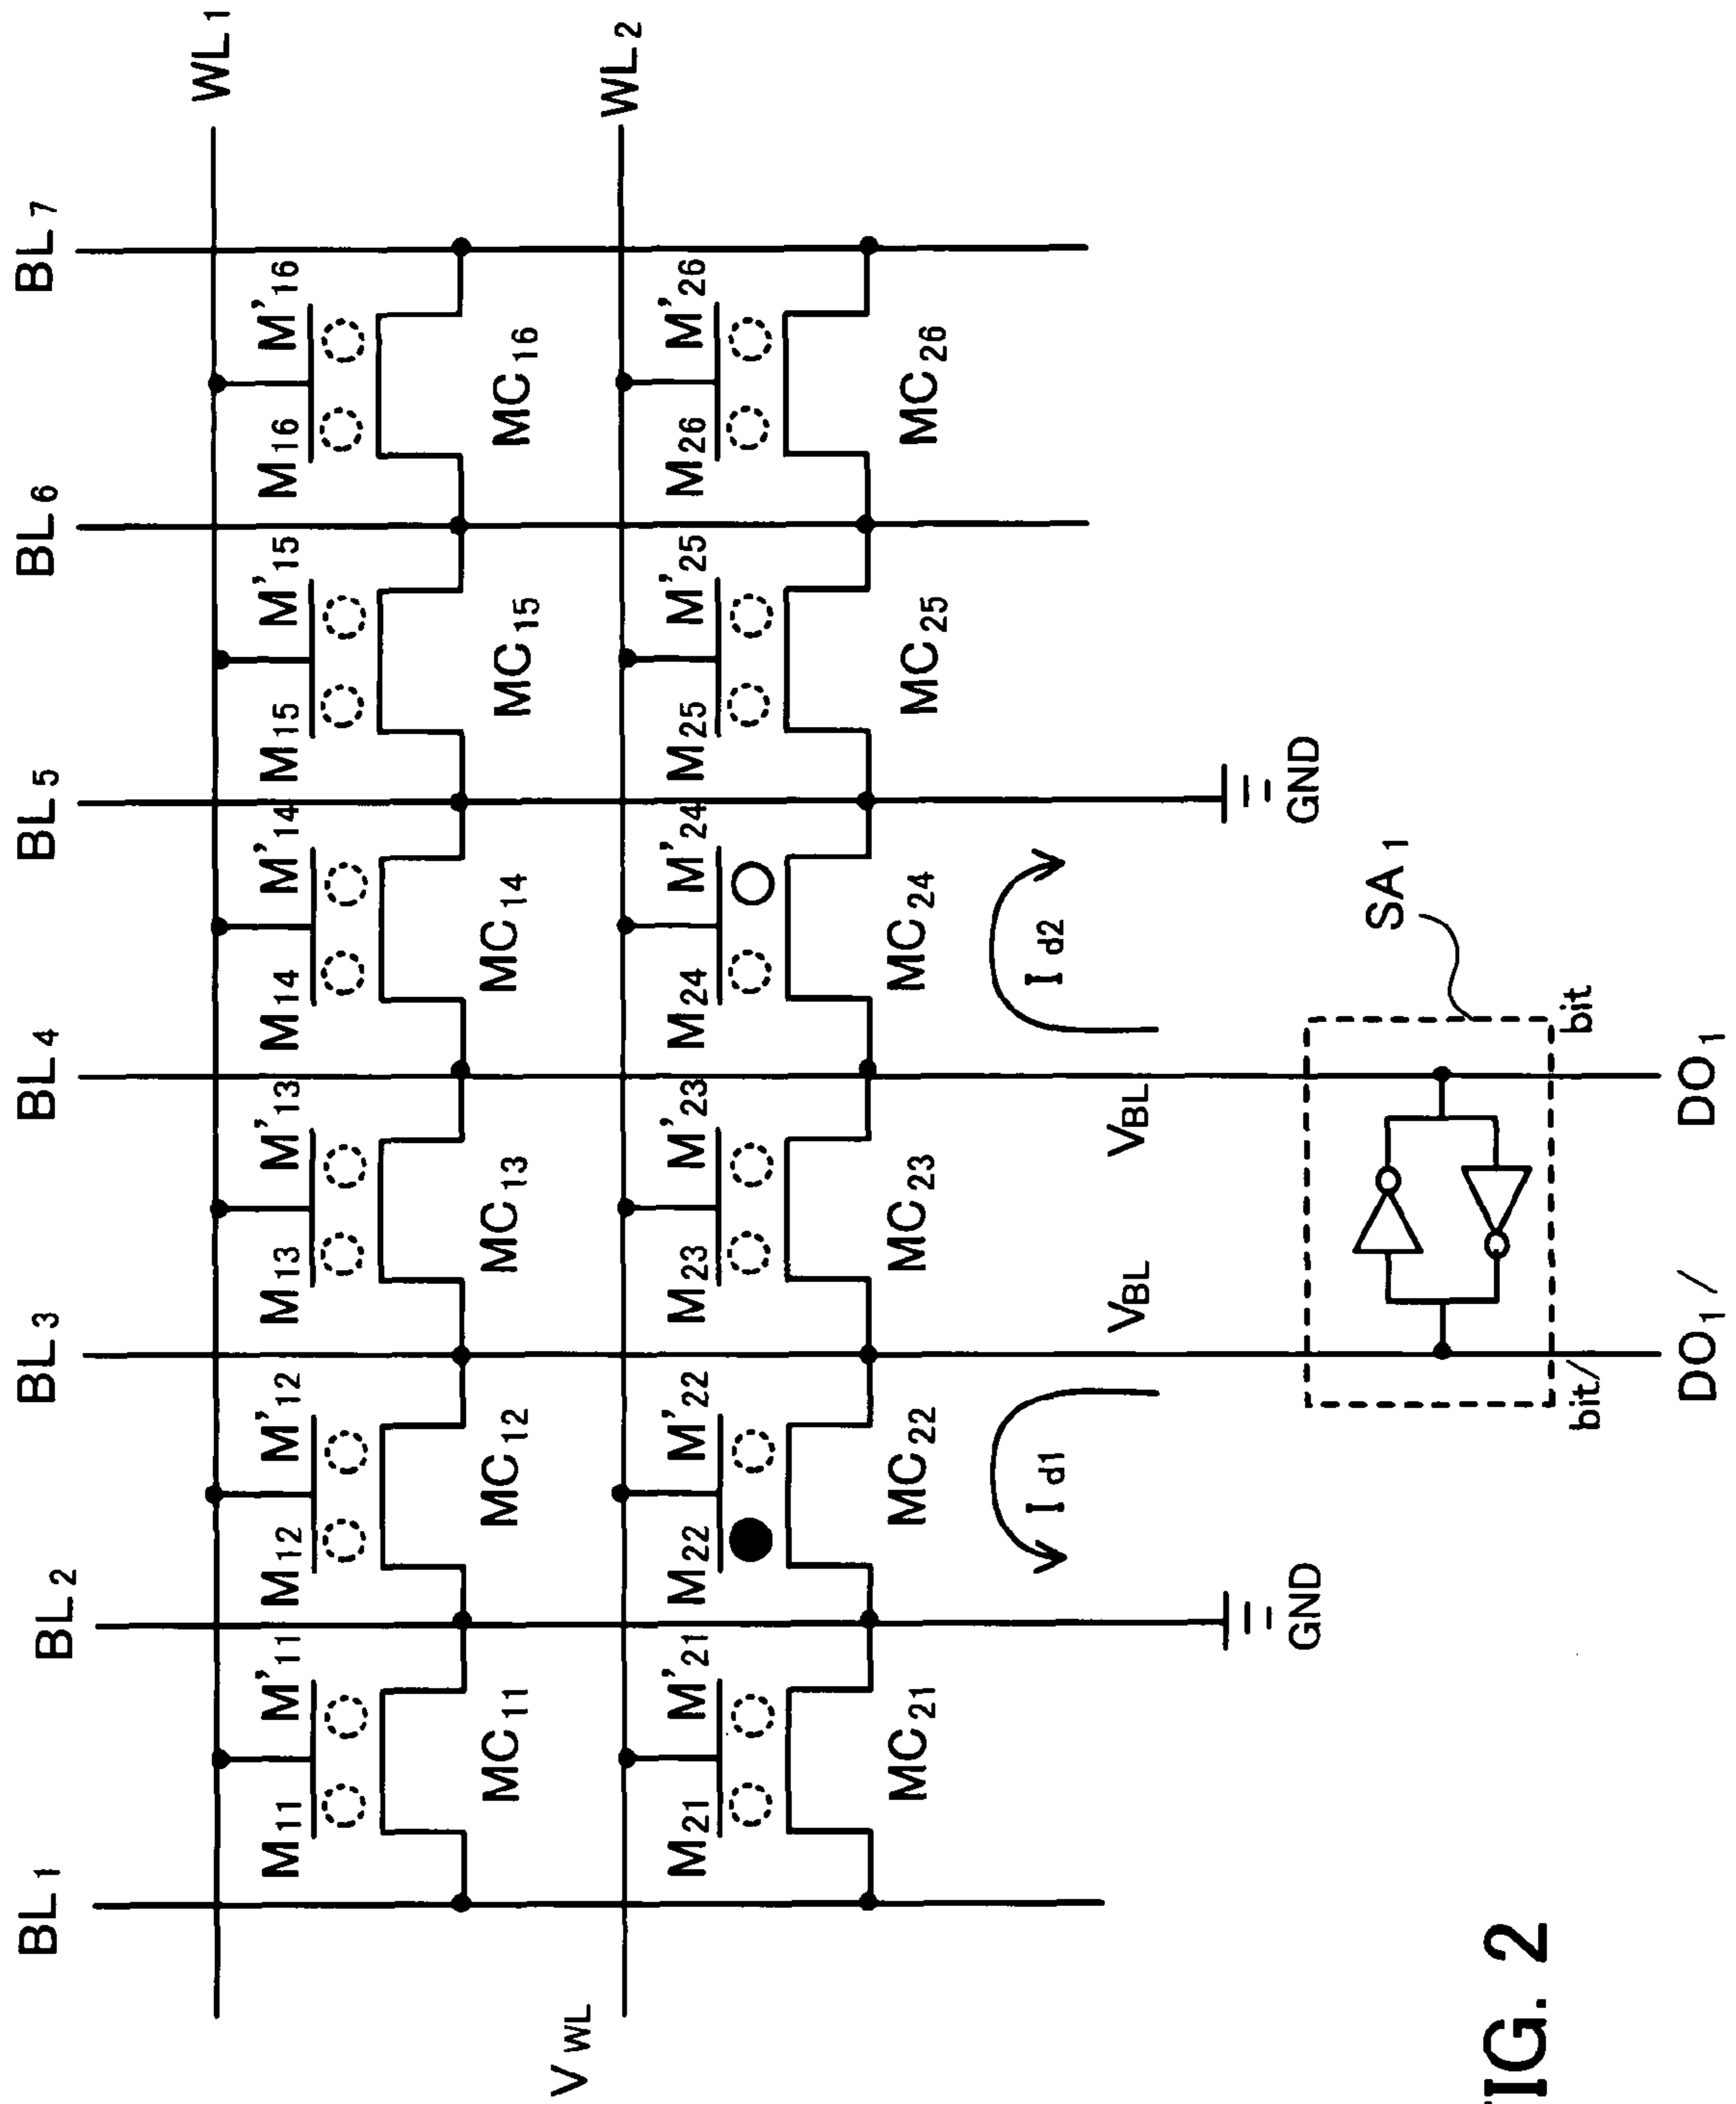 BL1 BL2 BL3 BL4 BL5 BL6 BL7
WL1
M11 M'11 M12 M'12 M13 M'13 M14 M'14 M15 M'15 M16 M'16
MC11 MC12 MC13 MC14 MC15 MC16
VWL
WL2
M21 M'21 M22 M'22 M23 M'23 M24 M'24 M25 M'25 M26 M'26
MC21 MC22 MC23 MC24 MC25 MC26
Id1 Id2
VBL VBL
GND GND
SA1
bit/ bit
DO1/ DO1
FIG. 2